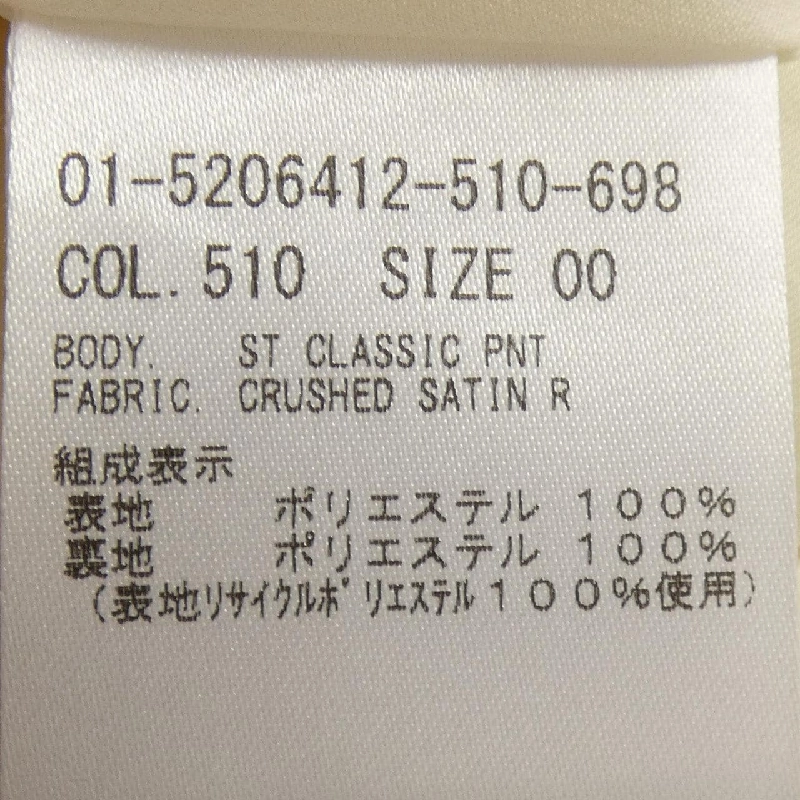 01-5206412-510-698
COL. 510 SIZE 00
BODY. ST CLASSIC PNT
FABRIC. CRUSHED SATIN R
組成表示
表地 ポリエステル １００％
裏地 ポリエステル １００％
（表地ﾘｻｲｸﾙﾎﾟﾘｴｽﾃﾙ１００％使用）